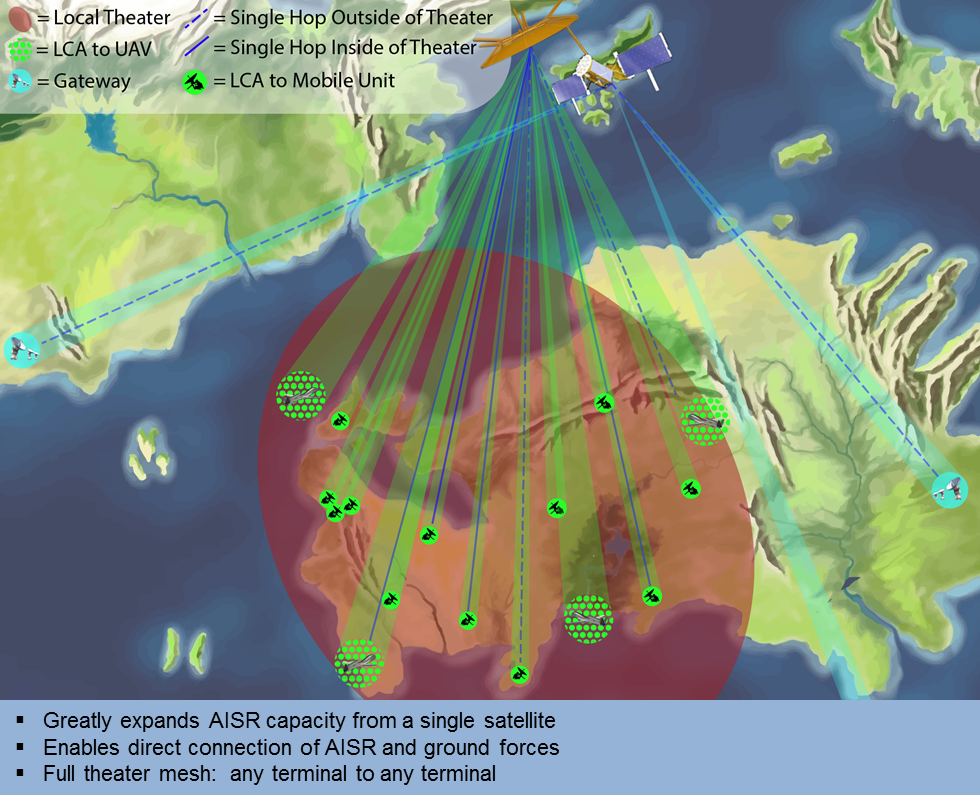 = Local Theater
= Single Hop Outside of Theater
= LCA to UAV
= Single Hop Inside of Theater
= Gateway
= LCA to Mobile Unit
▪ Greatly expands AISR capacity from a single satellite
▪ Enables direct connection of AISR and ground forces
▪ Full theater mesh: any terminal to any terminal